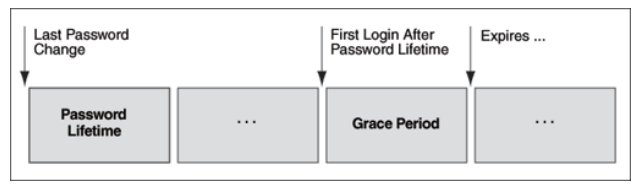 Last Password
Change
First Login After
Password Lifetime
Expires ...
Password
Lifetime
...
Grace Period
...